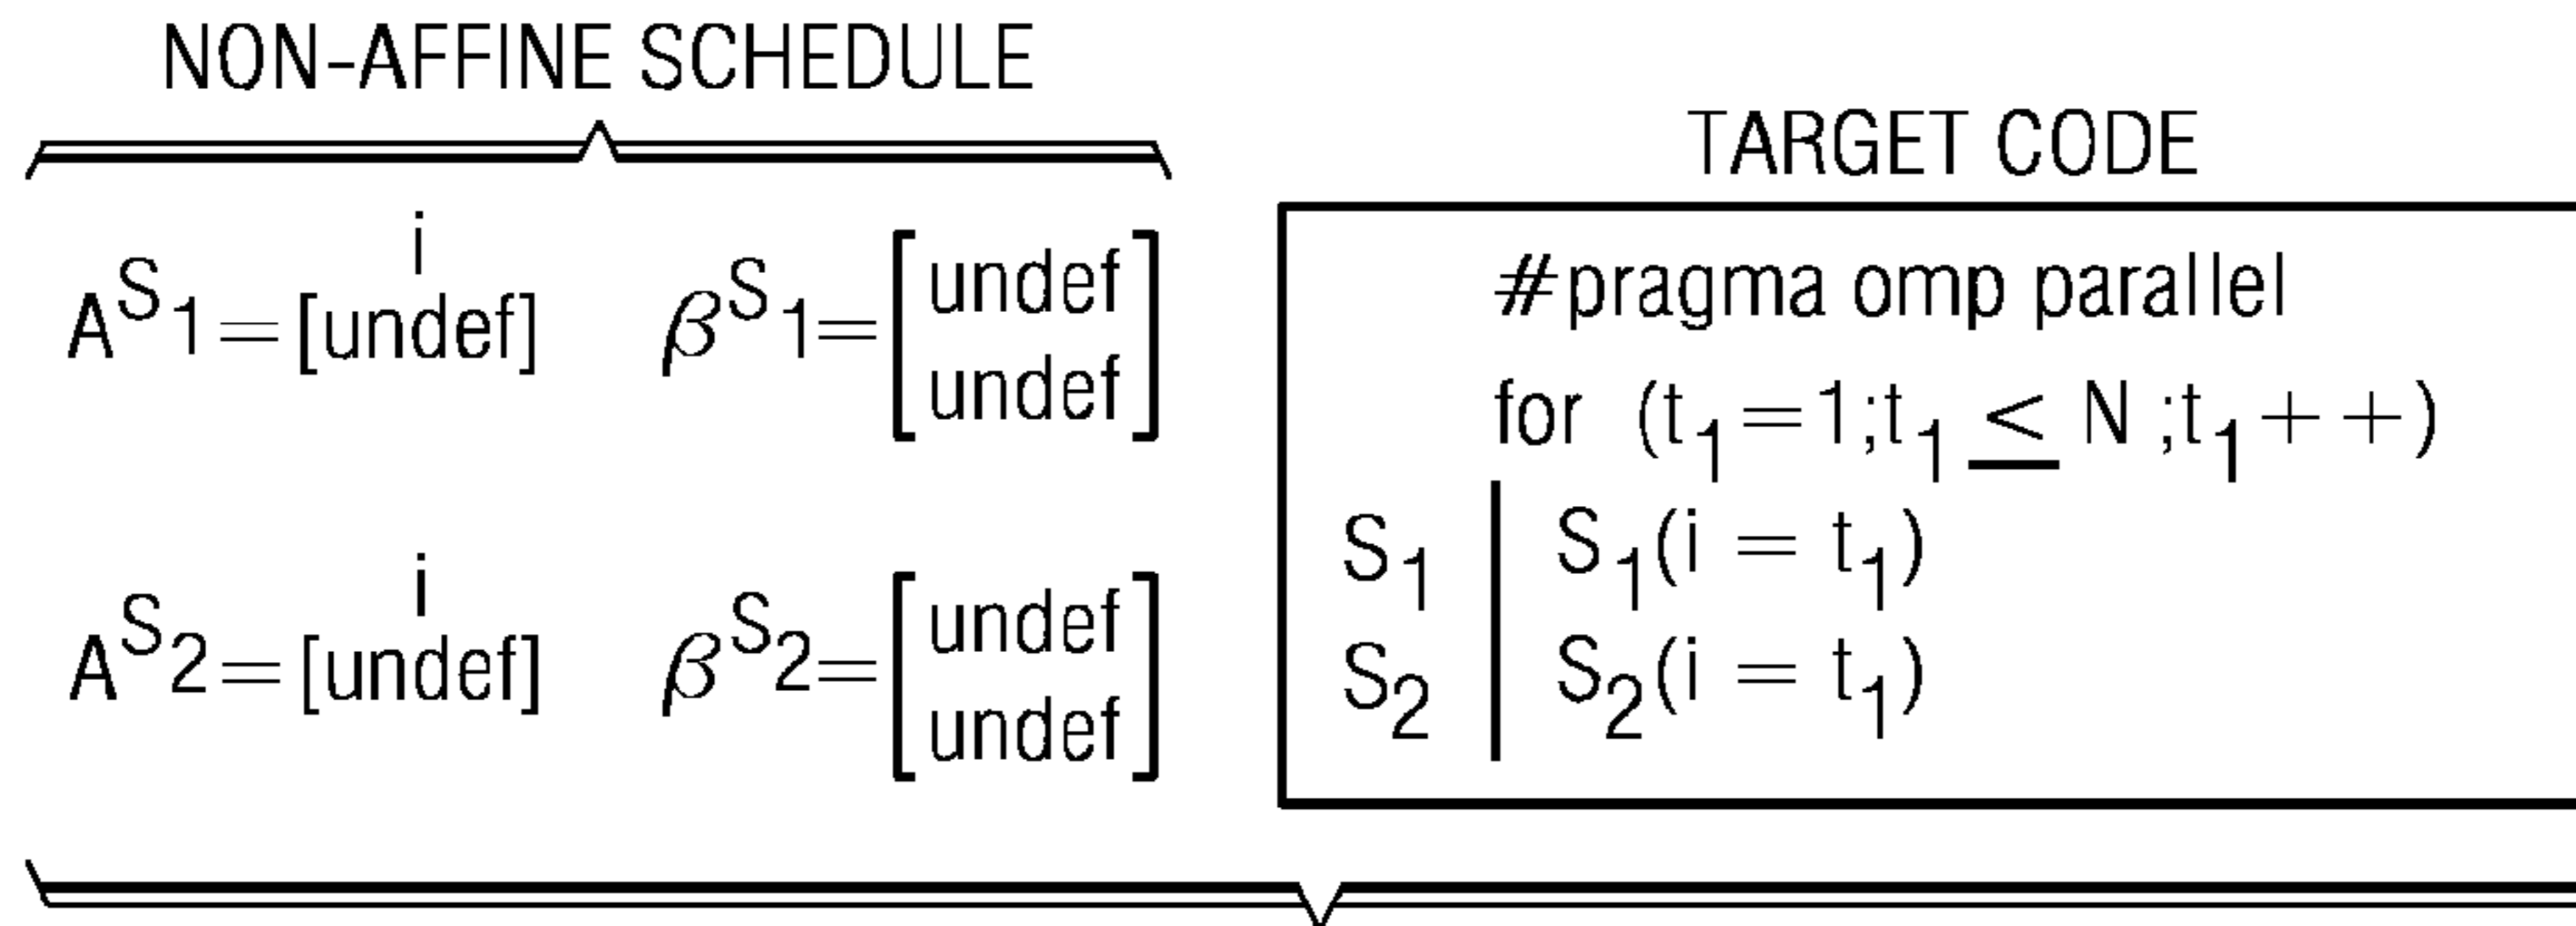 NON-AFFINE SCHEDULE
i
A^S1=[undef] β^S1=[undef
undef]
i
A^S2=[undef] β^S2=[undef
undef]
TARGET CODE
#pragma omp parallel
for (t1=1;t1≤N ;t1++)
S1 | S1(i = t1)
S2 | S2(i = t1)